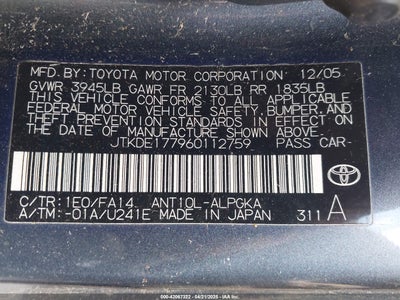 MFD. BY: TOYOTA MOTOR CORPORATION 12/05
GVWR 3945LB GAWR FR 2130LB RR 1835LB
THIS VEHICLE CONFORMS TO ALL APPLICABLE
FEDERAL MOTOR VEHICLE SAFETY, BUMPER, AND
THEFT PREVENTION STANDARDS IN EFFECT ON
THE DATE OF MANUFACTURE SHOWN ABOVE.
JTKDE177960112759 PASS CAR-
TOYOTA
C/TR: 1E0/FA14. ANT10L-ALPGKA
A/TM: -01A/U241E MADE IN JAPAN 311 A
000-42067322 - 04/21/2025 - IAA